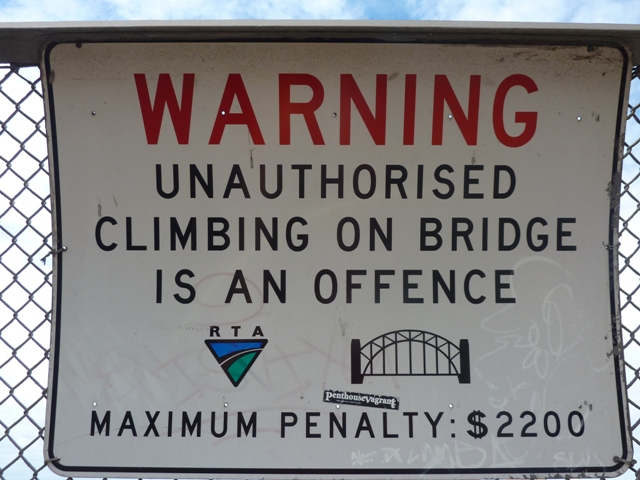 WARNING
UNAUTHORISED
CLIMBING ON BRIDGE
IS AN OFFENCE
RTA
penthousevagrant
MAXIMUM PENALTY: $2200